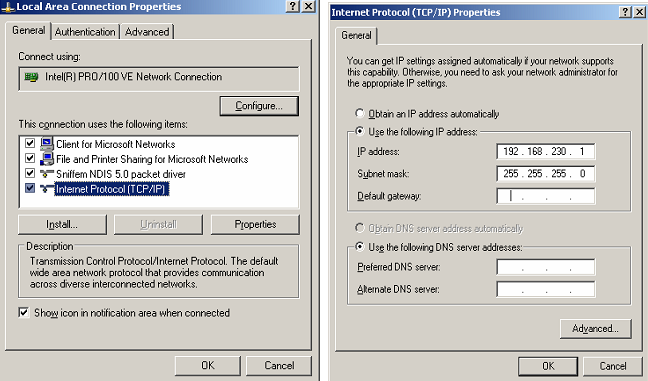 Local Area Connection Properties
General
Authentication
Advanced
Connect using:
Intel(R) PRO/100 VE Network Connection
Configure...
This connection uses the following items:
Client for Microsoft Networks
File and Printer Sharing for Microsoft Networks
Sniffem NDIS 5.0 packet driver
Internet Protocol (TCP/IP)
Install...
Uninstall
Properties
Description
Transmission Control Protocol/Internet Protocol. The default
wide area network protocol that provides communication
across diverse interconnected networks.
Show icon in notification area when connected
OK
Cancel
Internet Protocol (TCP/IP) Properties
General
You can get IP settings assigned automatically if your network supports
this capability. Otherwise, you need to ask your network administrator for
the appropriate IP settings.
Obtain an IP address automatically
Use the following IP address:
IP address: 192 . 168 . 230 . 1
Subnet mask: 255 . 255 . 255 . 0
Default gateway: . . .
Obtain DNS server address automatically
Use the following DNS server addresses:
Preferred DNS server: . . .
Alternate DNS server: . . .
Advanced...
OK
Cancel